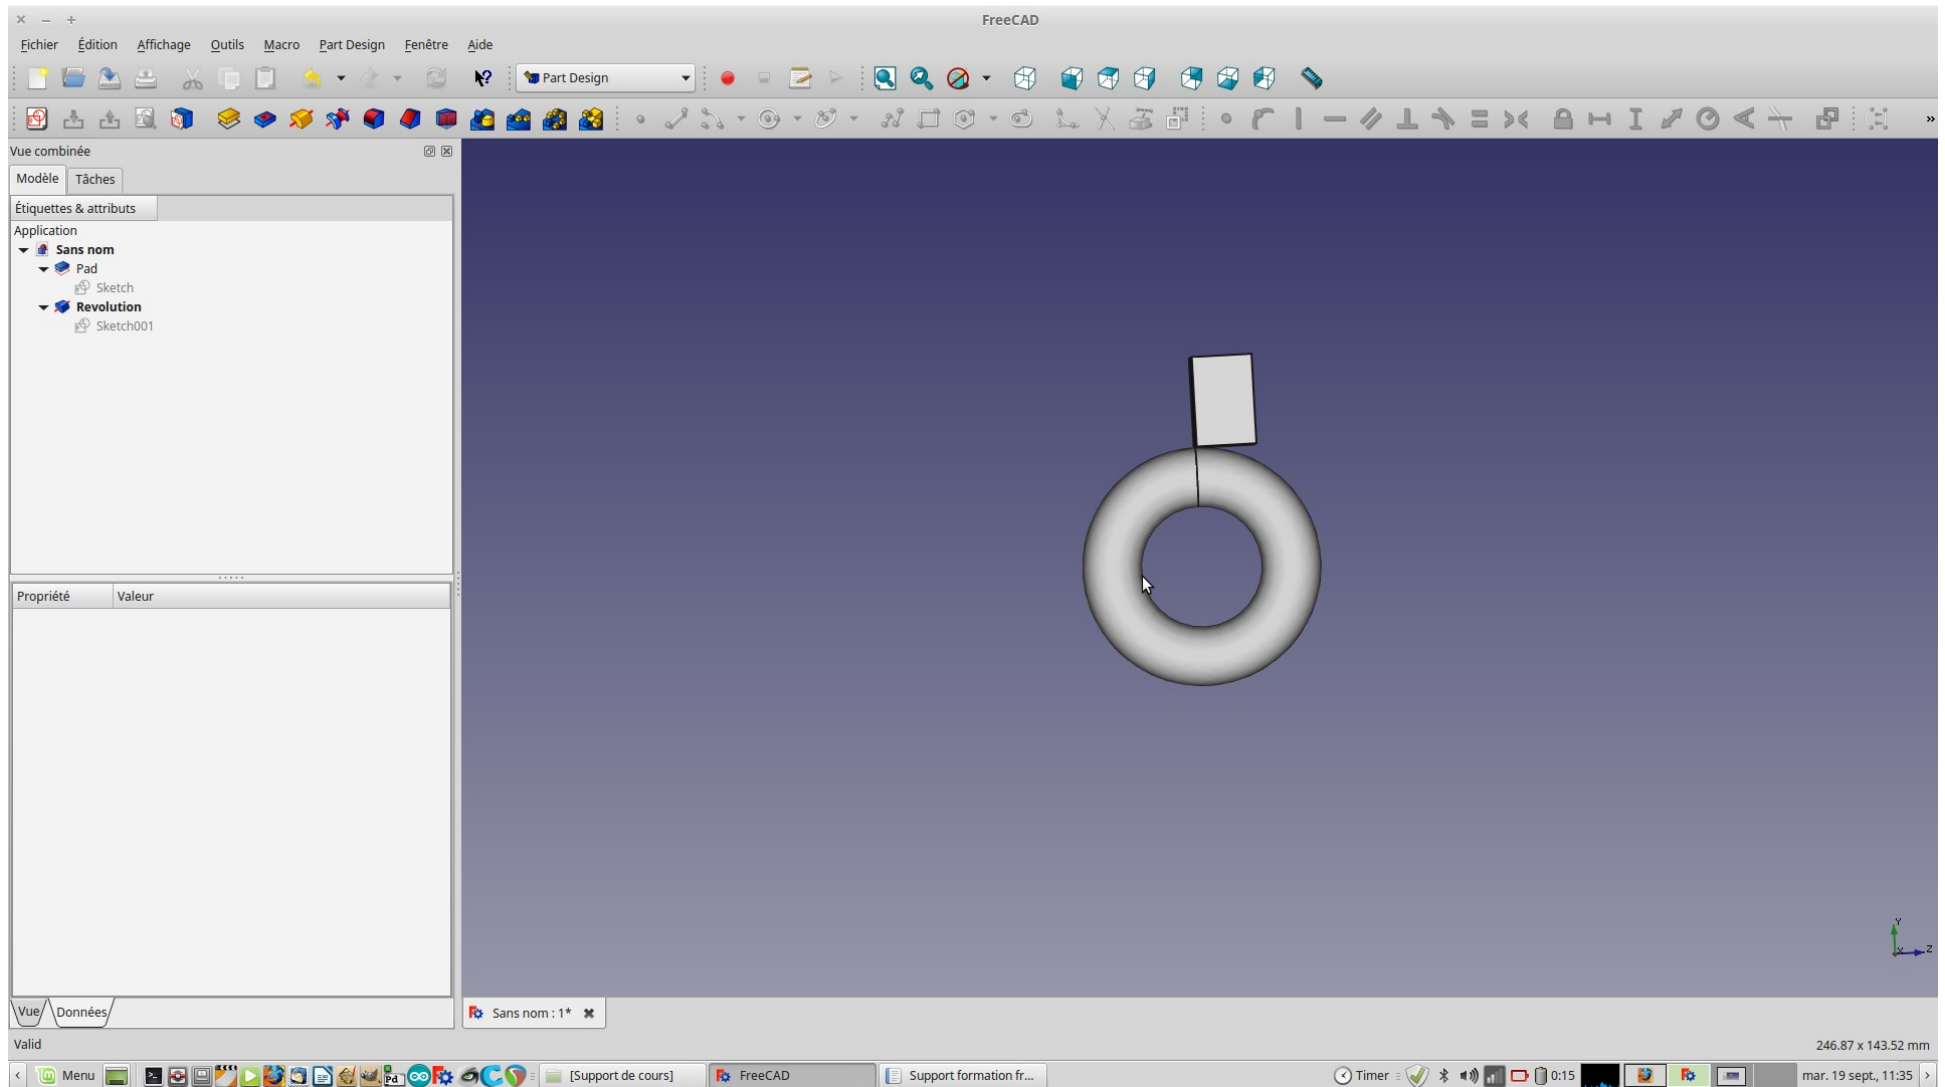 FreeCAD
Fichier Édition Affichage Outils Macro Part Design Fenêtre Aide
Part Design
Vue combinée
Modèle Tâches
Étiquettes & attributs
Application
Sans nom
Pad
Sketch
Revolution
Sketch001
Propriété Valeur
Y
X Z
Vue Données
Sans nom : 1*
Valid 246.87 x 143.52 mm
Menu [Support de cours] FreeCAD Support formation fr... Timer 0:15 mar. 19 sept., 11:35